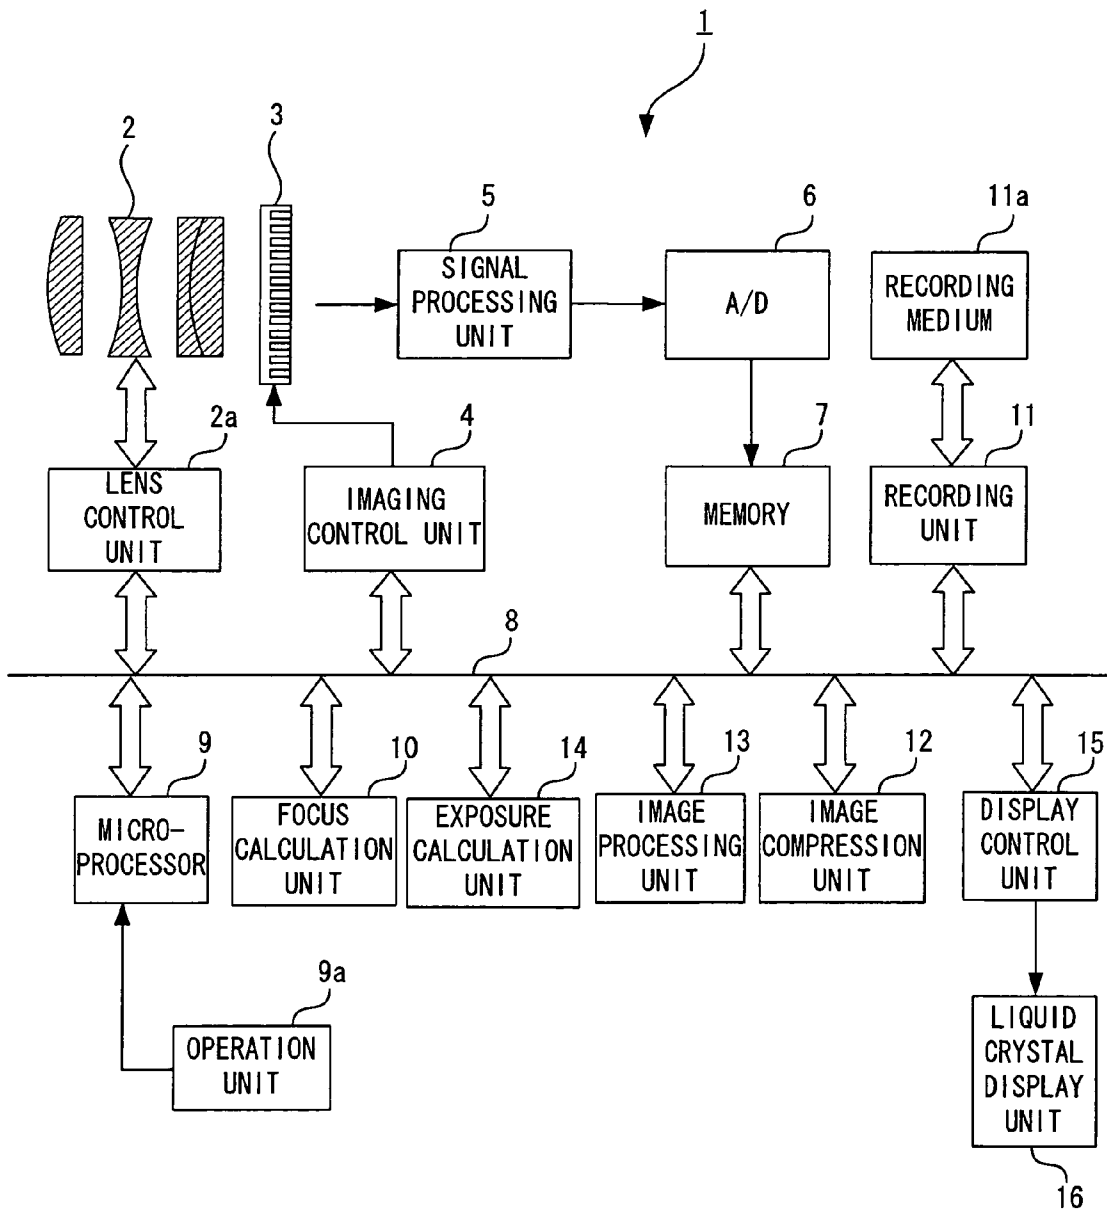 1
2
3
5
SIGNAL
PROCESSING
UNIT
6
A/D
11a
RECORDING
MEDIUM
2a
LENS
CONTROL
UNIT
4
IMAGING
CONTROL UNIT
7
MEMORY
11
RECORDING
UNIT
8
9
MICRO-
PROCESSOR
10
FOCUS
CALCULATION
UNIT
14
EXPOSURE
CALCULATION
UNIT
13
IMAGE
PROCESSING
UNIT
12
IMAGE
COMPRESSION
UNIT
15
DISPLAY
CONTROL
UNIT
9a
OPERATION
UNIT
LIQUID
CRYSTAL
DISPLAY
UNIT
16